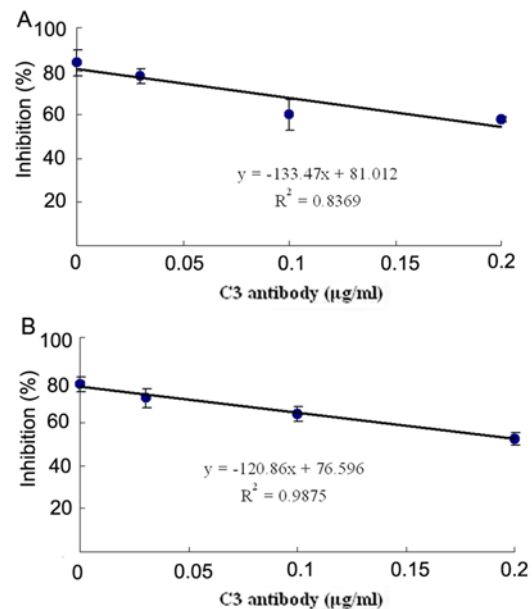 A
100
80
60
40
20
Inhibition (%)
y = -133.47x + 81.012
R² = 0.8369
0 0.05 0.1 0.15 0.2
C3 antibody (µg/ml)
B
100
80
60
40
20
Inhibition (%)
y = -120.86x + 76.596
R² = 0.9875
0 0.05 0.1 0.15 0.2
C3 antibody (µg/ml)